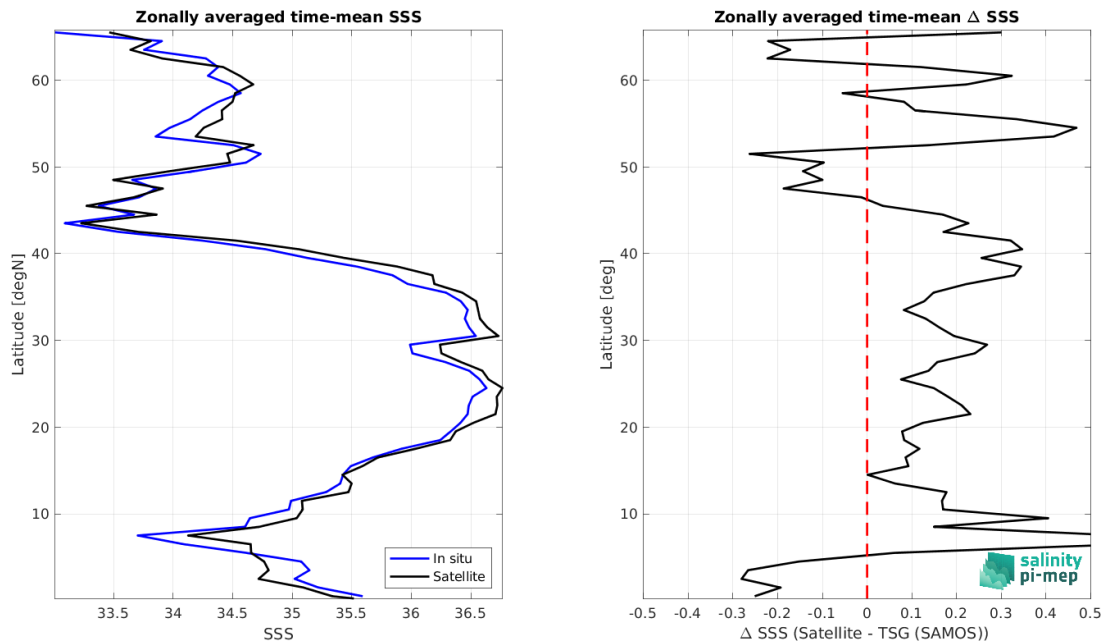 Zonally averaged time-mean SSS
Latitude [degN]
60
50
40
30
20
10
33.5 34 34.5 35 35.5 36 36.5
SSS
In situ
Satellite
Zonally averaged time-mean Δ SSS
Latitude [deg]
60
50
40
30
20
10
-0.5 -0.4 -0.3 -0.2 -0.1 0 0.1 0.2 0.3 0.4 0.5
Δ SSS (Satellite - TSG (SAMOS))
salinity
pi-mep